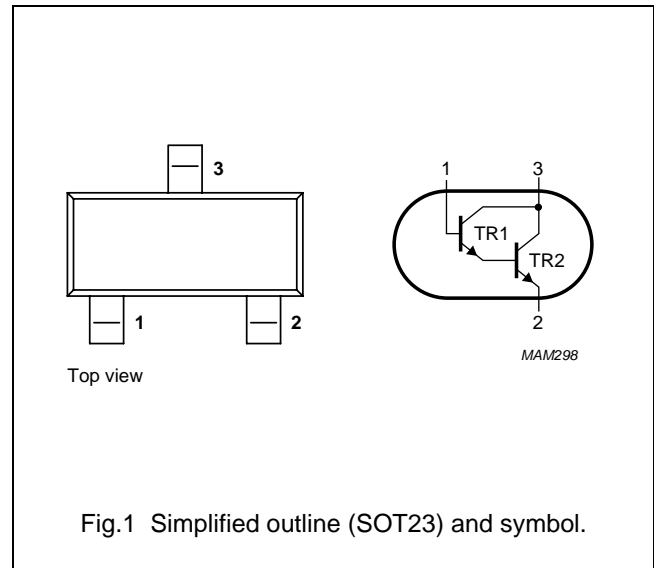 3
1
2
Top view
1
3
TR1
TR2
2
MAM298
Fig.1 Simplified outline (SOT23) and symbol.